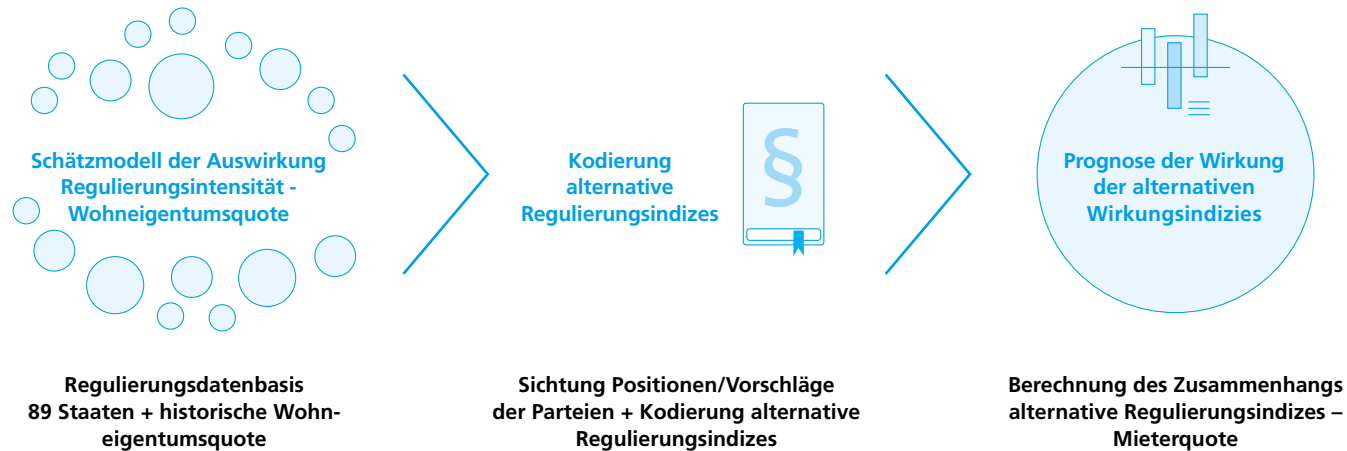 Schätzmodell der Auswirkung
Regulierungsintensität -
Wohneigentumsquote
Kodierung
alternative
Regulierungsindizes
§
Prognose der Wirkung
der alternativen
Wirkungsindizies
Regulierungsdatenbasis
89 Staaten + historische Wohn-
eigentumsquote
Sichtung Positionen/Vorschläge
der Parteien + Kodierung alternative
Regulierungsindizes
Berechnung des Zusammenhangs
alternative Regulierungsindizes –
Mieterquote